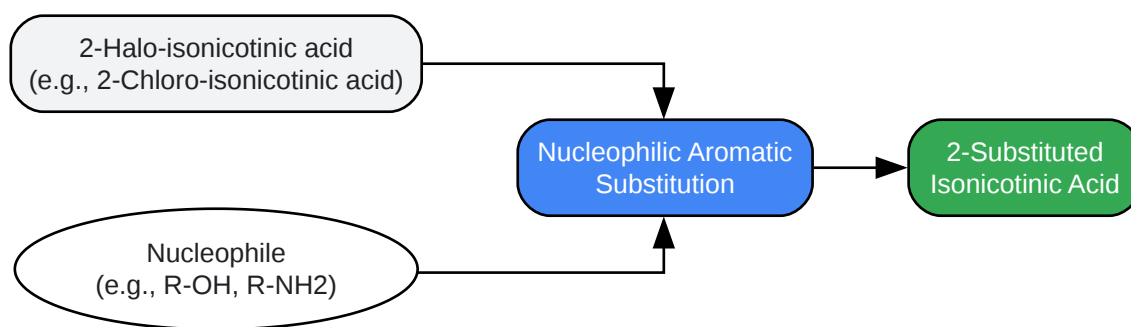 2-Halo-isonicotinic acid
(e.g., 2-Chloro-isonicotinic acid)
Nucleophilic Aromatic
Substitution
2-Substituted
Isonicotinic Acid
Nucleophile
(e.g., R-OH, R-NH2)